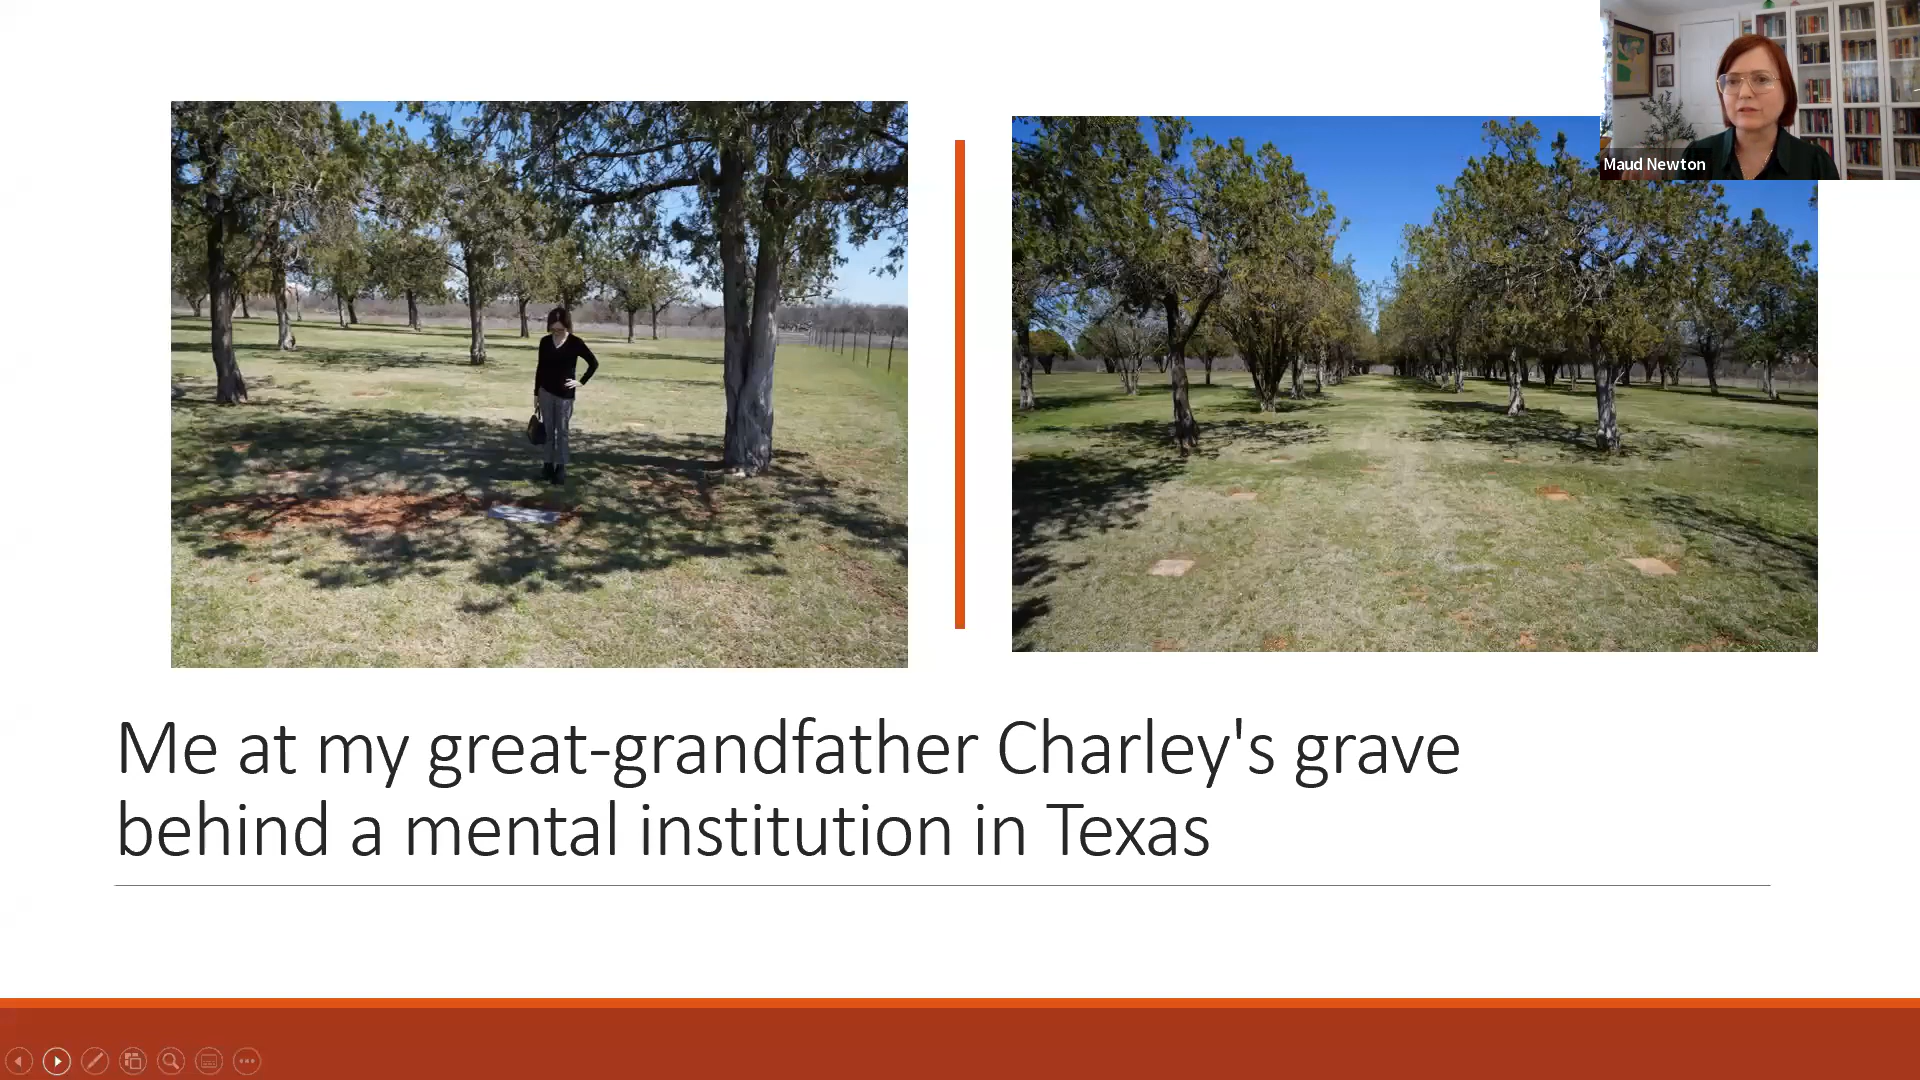 Maud Newton
Me at my great-grandfather Charley's grave
behind a mental institution in Texas